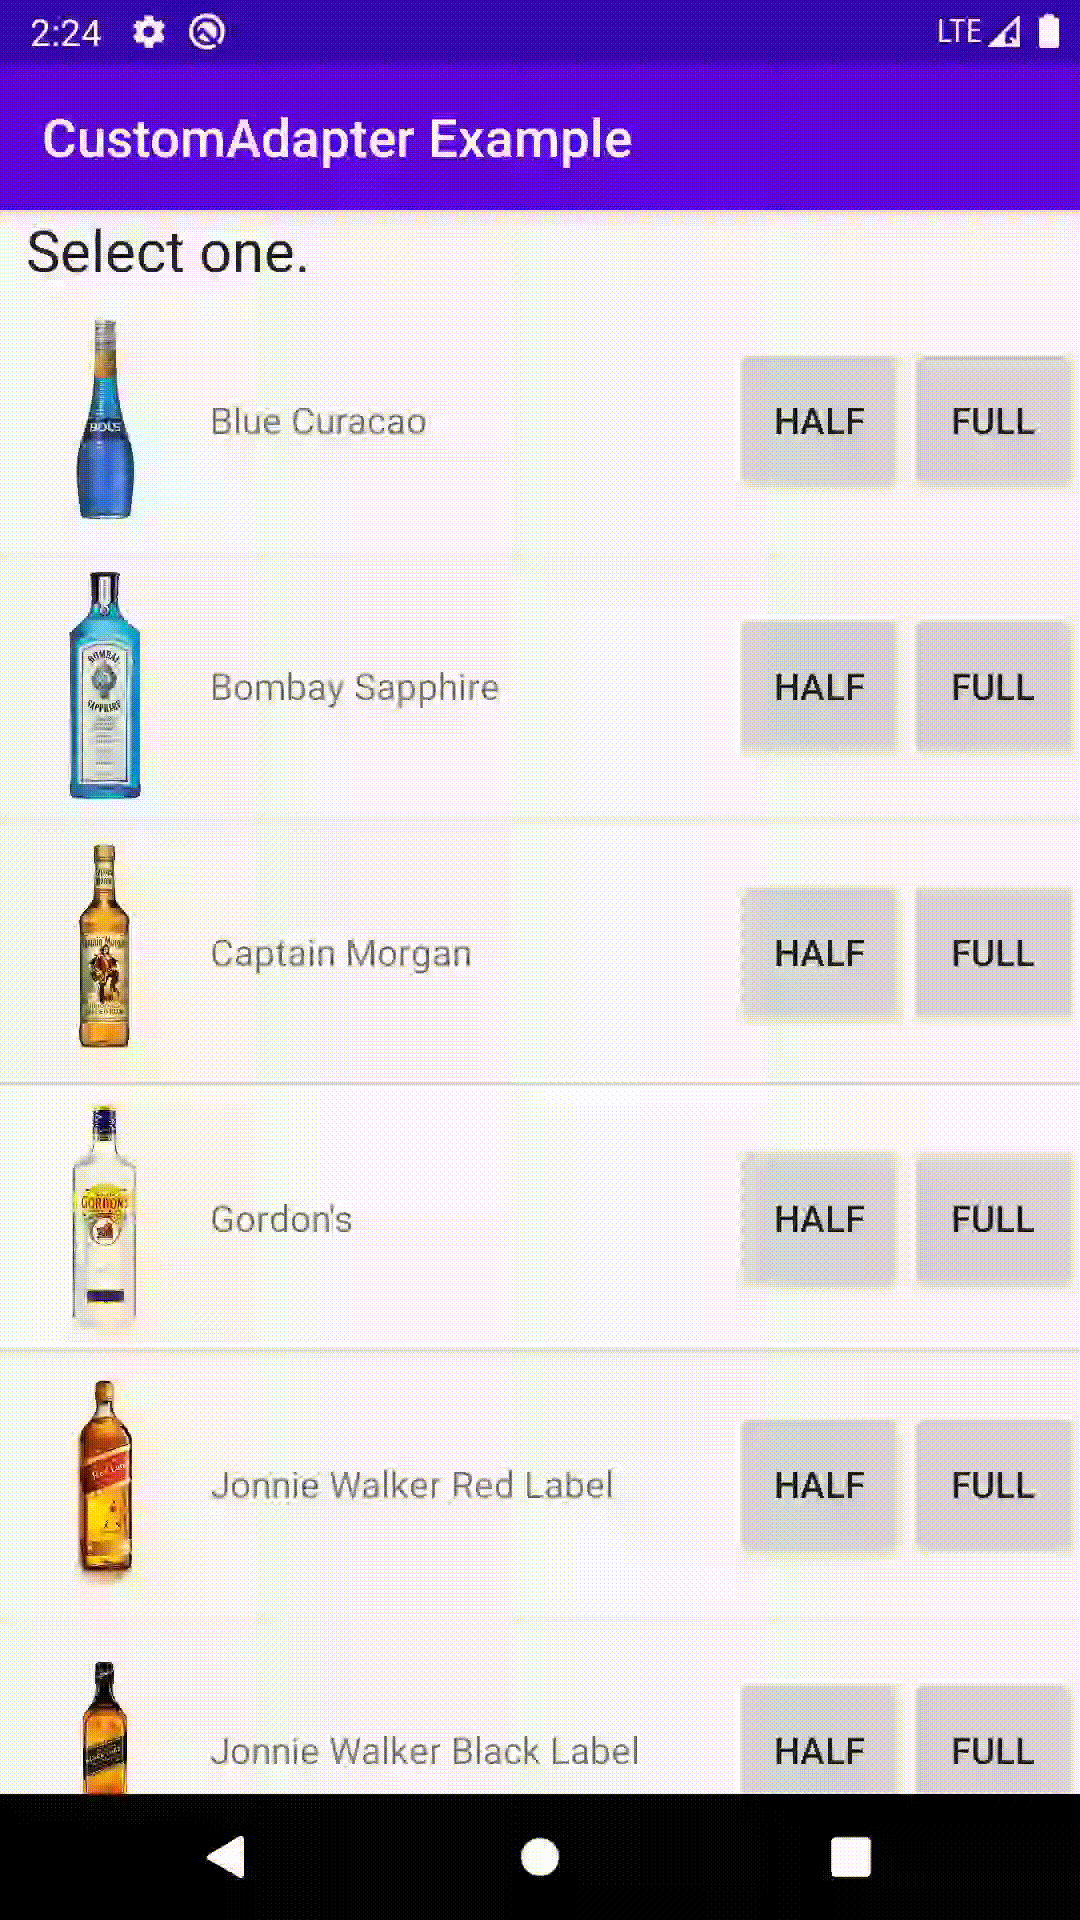 2:24 LTE
CustomAdapter Example
Select one.
BOLS
Blue Curacao HALF FULL
BOMBAY
SAPPHIRE
Bombay Sapphire HALF FULL
Captain Morgan
Captain Morgan HALF FULL
GORDON'S
Gordon's HALF FULL
Red Label
Jonnie Walker Red Label HALF FULL
Jonnie Walker Black Label HALF FULL